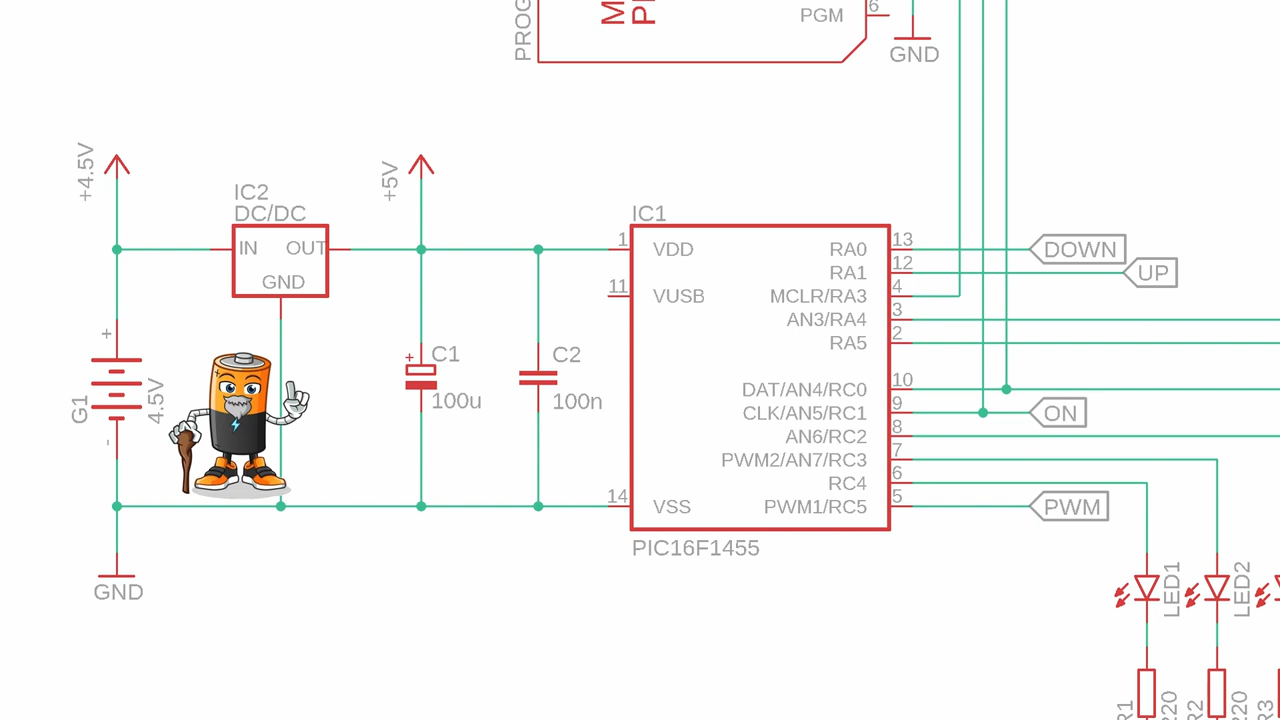 PROG
M
P
PGM
6
GND
+4.5V
+5V
IC2
DC/DC
IN
OUT
GND
G1
+
-
4.5V
+
C1
100u
C2
100n
GND
IC1
1
VDD
11
VUSB
14
VSS
RA0
13
DOWN
RA1
12
UP
MCLR/RA3
4
AN3/RA4
3
RA5
2
DAT/AN4/RC0
10
CLK/AN5/RC1
9
ON
AN6/RC2
8
PWM2/AN7/RC3
7
RC4
6
PWM1/RC5
5
PWM
PIC16F1455
LED1
LED2
R1
220
R2
220
R3